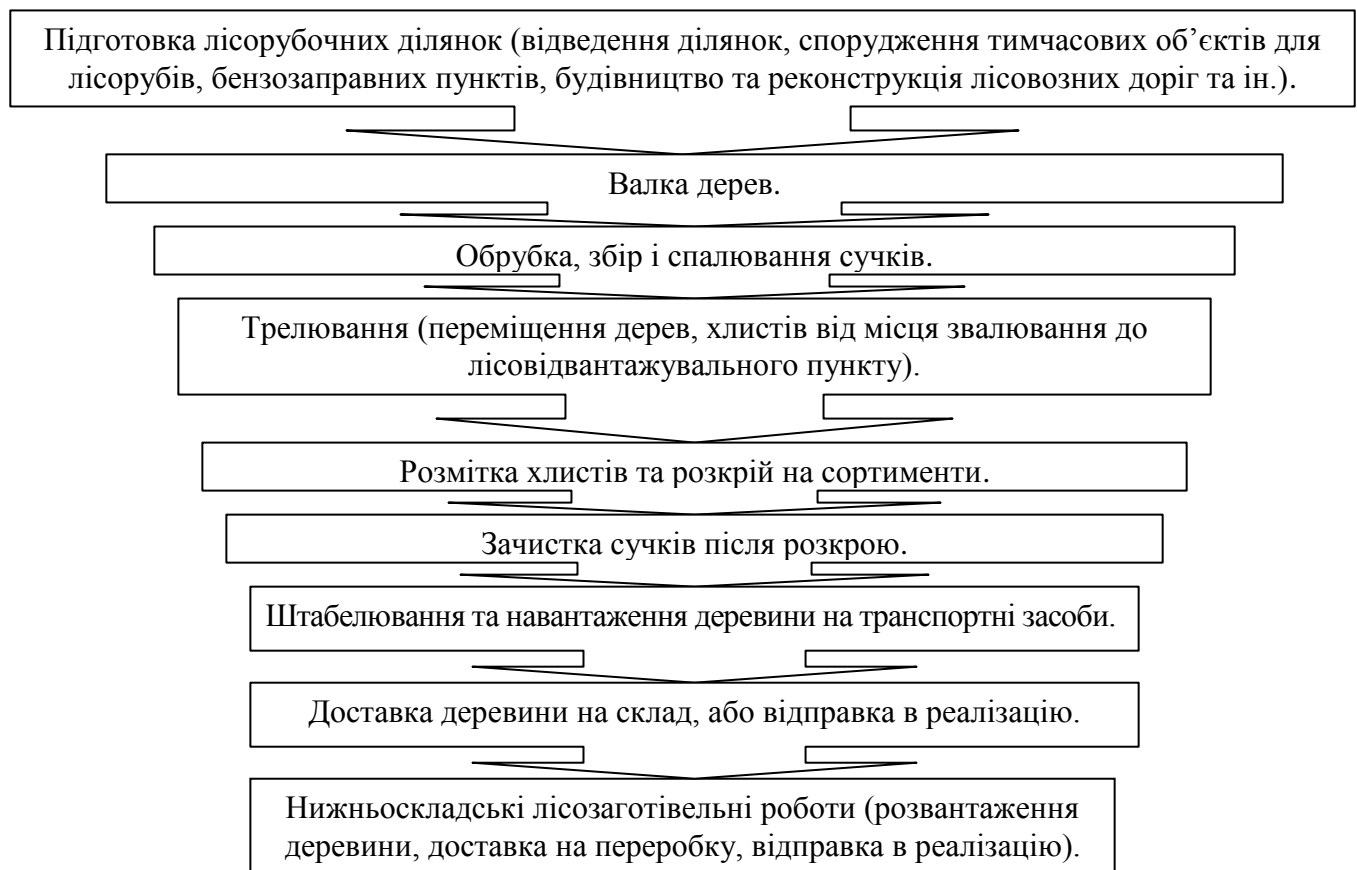 Підготовка лісорубочних ділянок (відведення ділянок, спорудження тимчасових об’єктів для
лісорубів, бензозаправних пунктів, будівництво та реконструкція лісовозних доріг та ін.).
Валка дерев.
Обрубка, збір і спалювання сучків.
Трелювання (переміщення дерев, хлистів від місця звалювання до
лісовідвантажувального пункту).
Розмітка хлистів та розкрій на сортименти.
Зачистка сучків після розкрою.
Штабелювання та навантаження деревини на транспортні засоби.
Доставка деревини на склад, або відправка в реалізацію.
Нижньоскладські лісозаготівельні роботи (розвантаження
деревини, доставка на переробку, відправка в реалізацію).